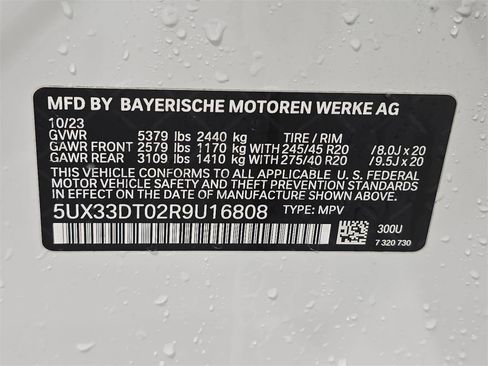 MFD BY BAYERISCHE MOTOREN WERKE AG
10/23
GVWR 5379 lbs 2440 kg TIRE / RIM
GAWR FRONT 2579 lbs 1170 kg WITH 245/45 R20 /8.0J x 20
GAWR REAR 3109 lbs 1410 kg WITH 275/40 R20 /9.5J x 20
THIS VEHICLE CONFORMS TO ALL APPLICABLE U. S. FEDERAL
MOTOR VEHICLE SAFETY AND THEFT PREVENTION STANDARDS
IN EFFECT ON THE DATE OF MANUFACTURE SHOWN ABOVE.
5UX33DT02R9U16808 TYPE: MPV
300U
7 320 730